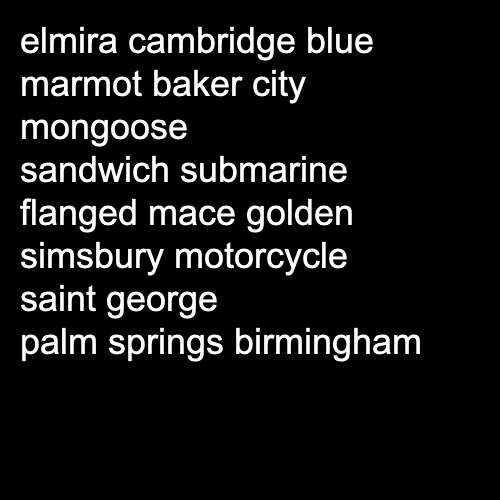 elmira cambridge blue
marmot baker city
mongoose
sandwich submarine
flanged mace golden
simsbury motorcycle
saint george
palm springs birmingham